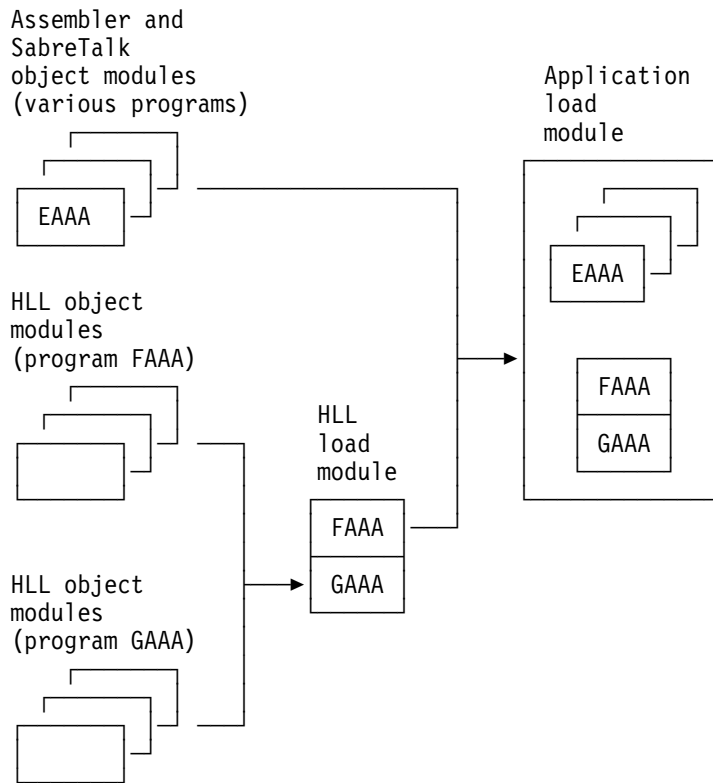 Assembler and
SabreTalk
object modules
(various programs)
EAAA
Application
load
module
EAAA
FAAA
GAAA
HLL object
modules
(program FAAA)
HLL
load
module
FAAA
GAAA
HLL object
modules
(program GAAA)